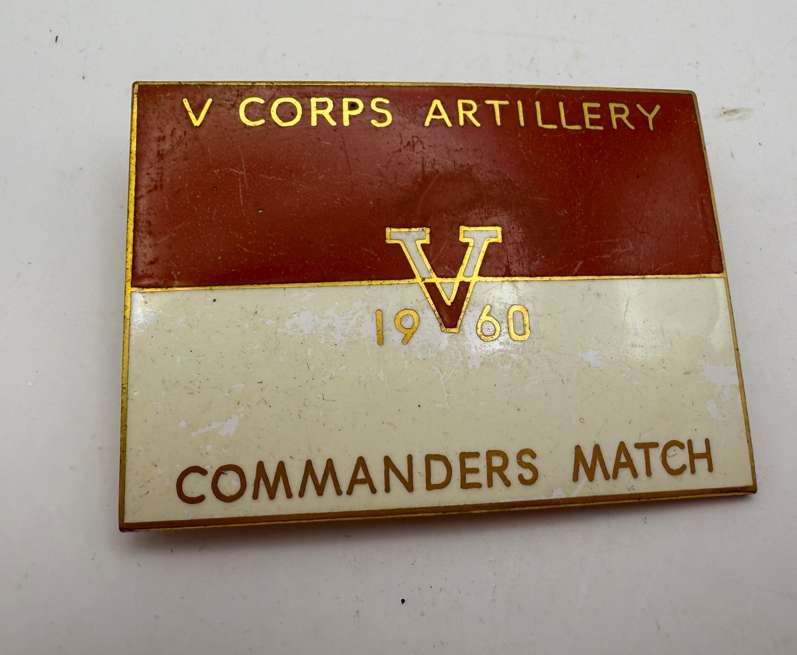 V CORPS ARTILLERY
V
19 60
COMMANDERS MATCH